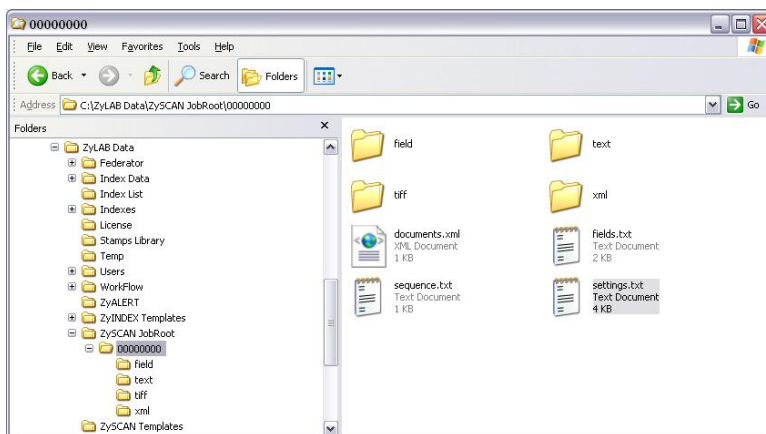 00000000
File Edit View Favorites Tools Help
Back Search Folders
Address C:\ZyLAB Data\ZySCAN JobRoot\00000000 Go
Folders
ZyLAB Data
Federator
Index Data
Index List
Indexes
License
Stamps Library
Temp
Users
WorkFlow
ZyALERT
ZyINDEX Templates
ZySCAN JobRoot
00000000
field
text
tiff
xml
ZySCAN Templates
field
text
tiff
xml
documents.xml
XML Document
1 KB
fields.txt
Text Document
2 KB
sequence.txt
Text Document
1 KB
settings.txt
Text Document
4 KB